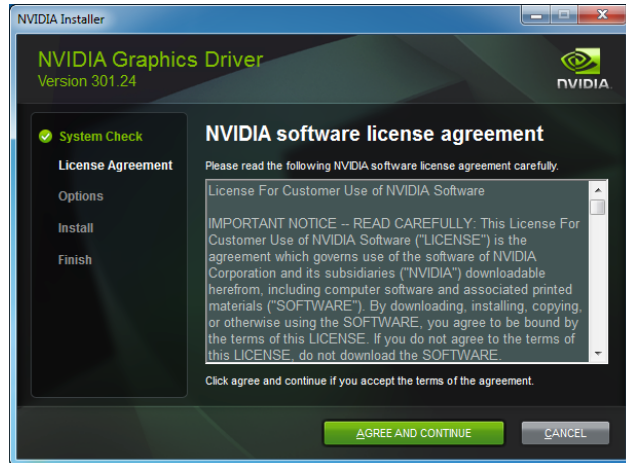 NVIDIA Installer
NVIDIA Graphics Driver
Version 301.24
NVIDIA
System Check
License Agreement
Options
Install
Finish
NVIDIA software license agreement
Please read the following NVIDIA software license agreement carefully.
License For Customer Use of NVIDIA Software
IMPORTANT NOTICE -- READ CAREFULLY: This License For
Customer Use of NVIDIA Software ("LICENSE") is the
agreement which governs use of the software of NVIDIA
Corporation and its subsidiaries ("NVIDIA") downloadable
herefrom, including computer software and associated printed
materials ("SOFTWARE"). By downloading, installing, copying,
or otherwise using the SOFTWARE, you agree to be bound by
the terms of this LICENSE. If you do not agree to the terms of
this LICENSE, do not download the SOFTWARE.
Click agree and continue if you accept the terms of the agreement.
AGREE AND CONTINUE
CANCEL